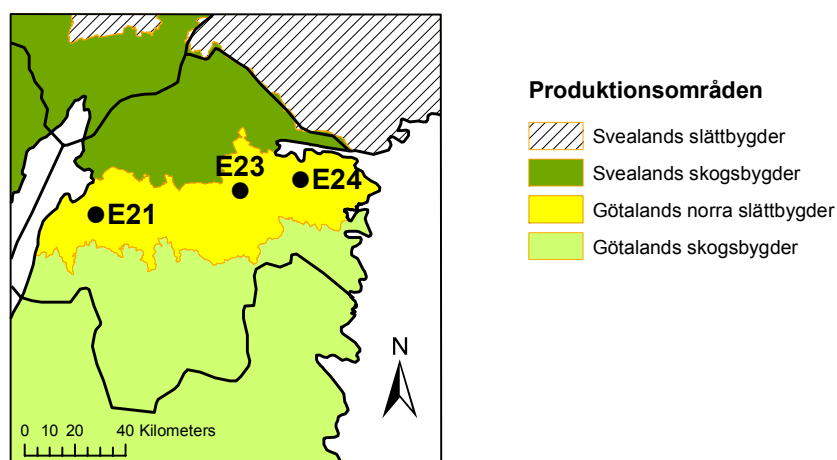 E23
E24
E21
N
0 10 20 40 Kilometers
Produktionsområden
Svealands slättbygder
Svealands skogsbygder
Götalands norra slättbygder
Götalands skogsbygder